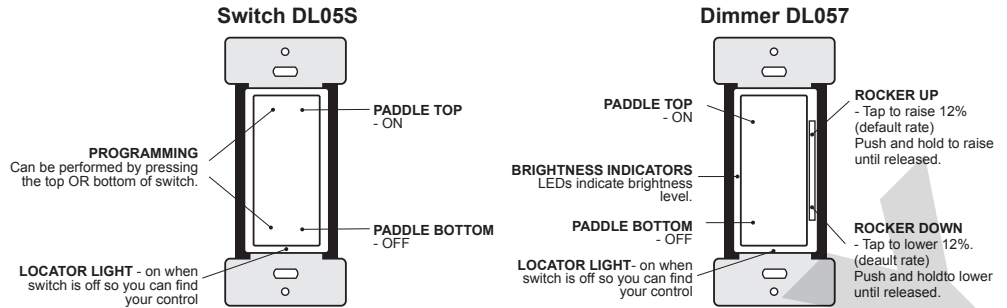 Switch DL05S
PADDLE TOP
- ON
PROGRAMMING
Can be performed by pressing
the top OR bottom of switch.
PADDLE BOTTOM
- OFF
LOCATOR LIGHT - on when
switch is off so you can find
your control
Dimmer DL057
PADDLE TOP
- ON
BRIGHTNESS INDICATORS
LEDs indicate brightness
level.
PADDLE BOTTOM
- OFF
LOCATOR LIGHT- on when
switch is off so you can find
your control
ROCKER UP
- Tap to raise 12%
(default rate)
Push and hold to raise
until released.
ROCKER DOWN
- Tap to lower 12%.
(deault rate)
Push and holdto lower
until released.